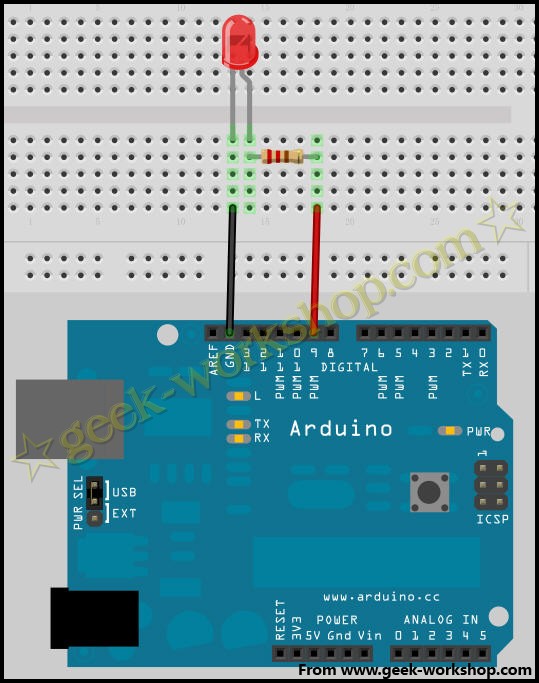 1 5 10 15 20 25 30
1 5 10 15 20 25 30
AREF
GND
13
12
PWM 11
PWM 10
PWM 9
8
7
PWM 6
PWM 5
4
PWM 3
2
TX 1
RX 0
DIGITAL
L
TX
RX
Arduino
PWR
1
ICSP
PWR SEL
USB
EXT
www.arduino.cc
RESET
3V3
POWER
5V Gnd Vin
ANALOG IN
0 1 2 3 4 5
☆geek-workshop.com☆
From www.geek-workshop.com